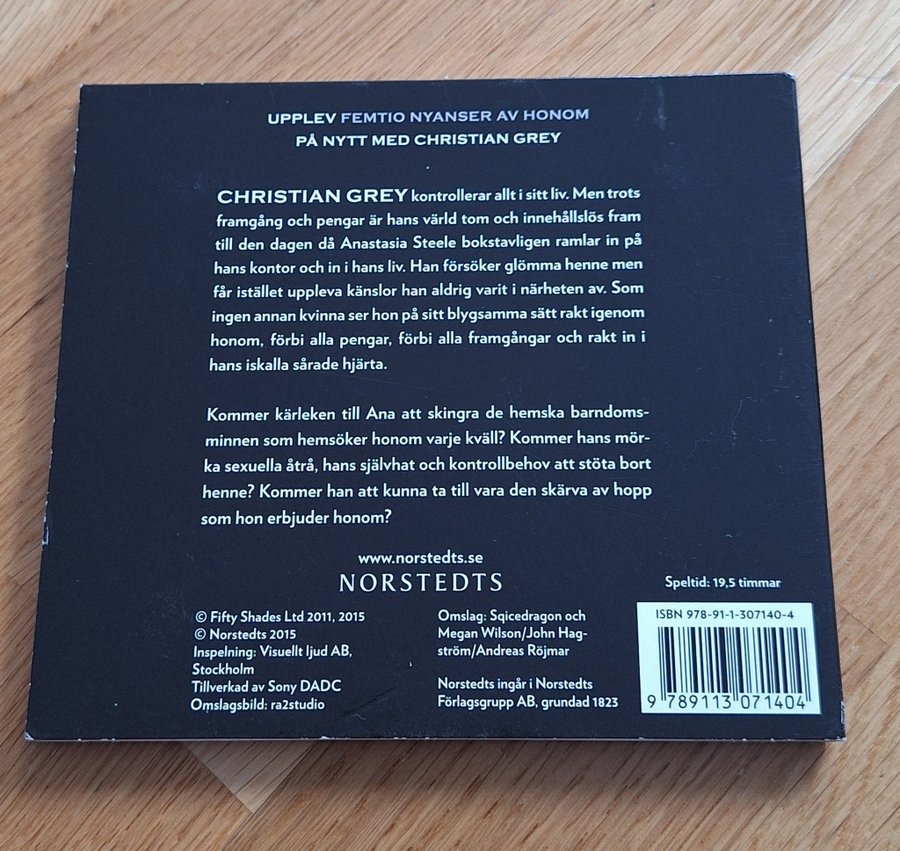 UPPLEV FEMTIO NYANSER AV HONOM
PÅ NYTT MED CHRISTIAN GREY
CHRISTIAN GREY kontrollerar allt i sitt liv. Men trots
framgång och pengar är hans värld tom och innehållslös fram
till den dagen då Anastasia Steele bokstavligen ramlar in på
hans kontor och in i hans liv. Han försöker glömma henne men
får istället uppleva känslor han aldrig varit i närheten av. Som
ingen annan kvinna ser hon på sitt blygsamma sätt rakt igenom
honom, förbi alla pengar, förbi alla framgångar och rakt in i
hans iskalla sårade hjärta.
Kommer kärleken till Ana att skingra de hemska barndoms-
minnen som hemsöker honom varje kväll? Kommer hans mör-
ka sexuella åtrå, hans självhat och kontrollbehov att stöta bort
henne? Kommer han att kunna ta till vara den skärva av hopp
som hon erbjuder honom?
www.norstedts.se
NORSTEDTS
Speltid: 19,5 timmar
© Fifty Shades Ltd 2011, 2015
© Norstedts 2015
Inspelning: Visuellt ljud AB,
Stockholm
Tillverkad av Sony DADC
Omslagsbild: ra2studio
Omslag: Sqicedragon och
Megan Wilson/John Hag-
ström/Andreas Röjmar
Norstedts ingår i Norstedts
Förlagsgrupp AB, grundad 1823
ISBN 978-91-1-307140-4
9 789113 071404